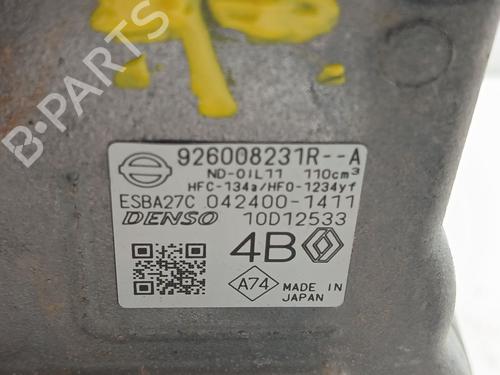 B-PARTS
926008231R--A
ND-OIL11 110cm³
HFC-134a/HFO-1234yf
ESBA27C 042400-1411
DENSO 10D12533
4B
A74 MADE IN
JAPAN